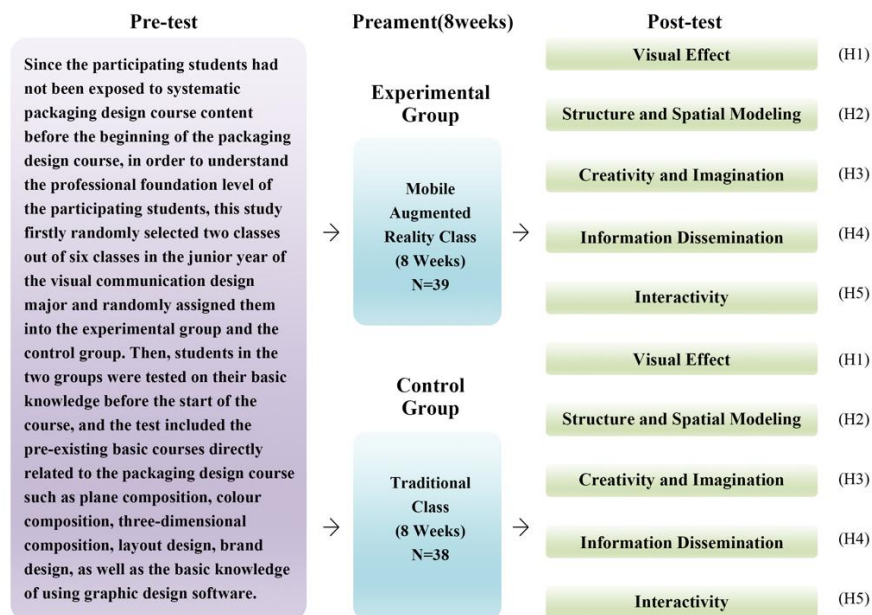 Pre-test
Since the participating students had
not been exposed to systematic
packaging design course content
before the beginning of the packaging
design course, in order to understand
the professional foundation level of
the participating students, this study
firstly randomly selected two classes
out of six classes in the junior year of
the visual communication design
major and randomly assigned them
into the experimental group and the
control group. Then, students in the
two groups were tested on their basic
knowledge before the start of the
course, and the test included the
pre-existing basic courses directly
related to the packaging design course
such as plane composition, colour
composition, three-dimensional
composition, layout design, brand
design, as well as the basic knowledge
of using graphic design software.
Preament(8weeks)
Experimental
Group
Mobile
Augmented
Reality Class
(8 Weeks)
N=39
Control
Group
Traditional
Class
(8 Weeks)
N=38
Post-test
Visual Effect (H1)
Structure and Spatial Modeling (H2)
Creativity and Imagination (H3)
Information Dissemination (H4)
Interactivity (H5)
Visual Effect (H1)
Structure and Spatial Modeling (H2)
Creativity and Imagination (H3)
Information Dissemination (H4)
Interactivity (H5)